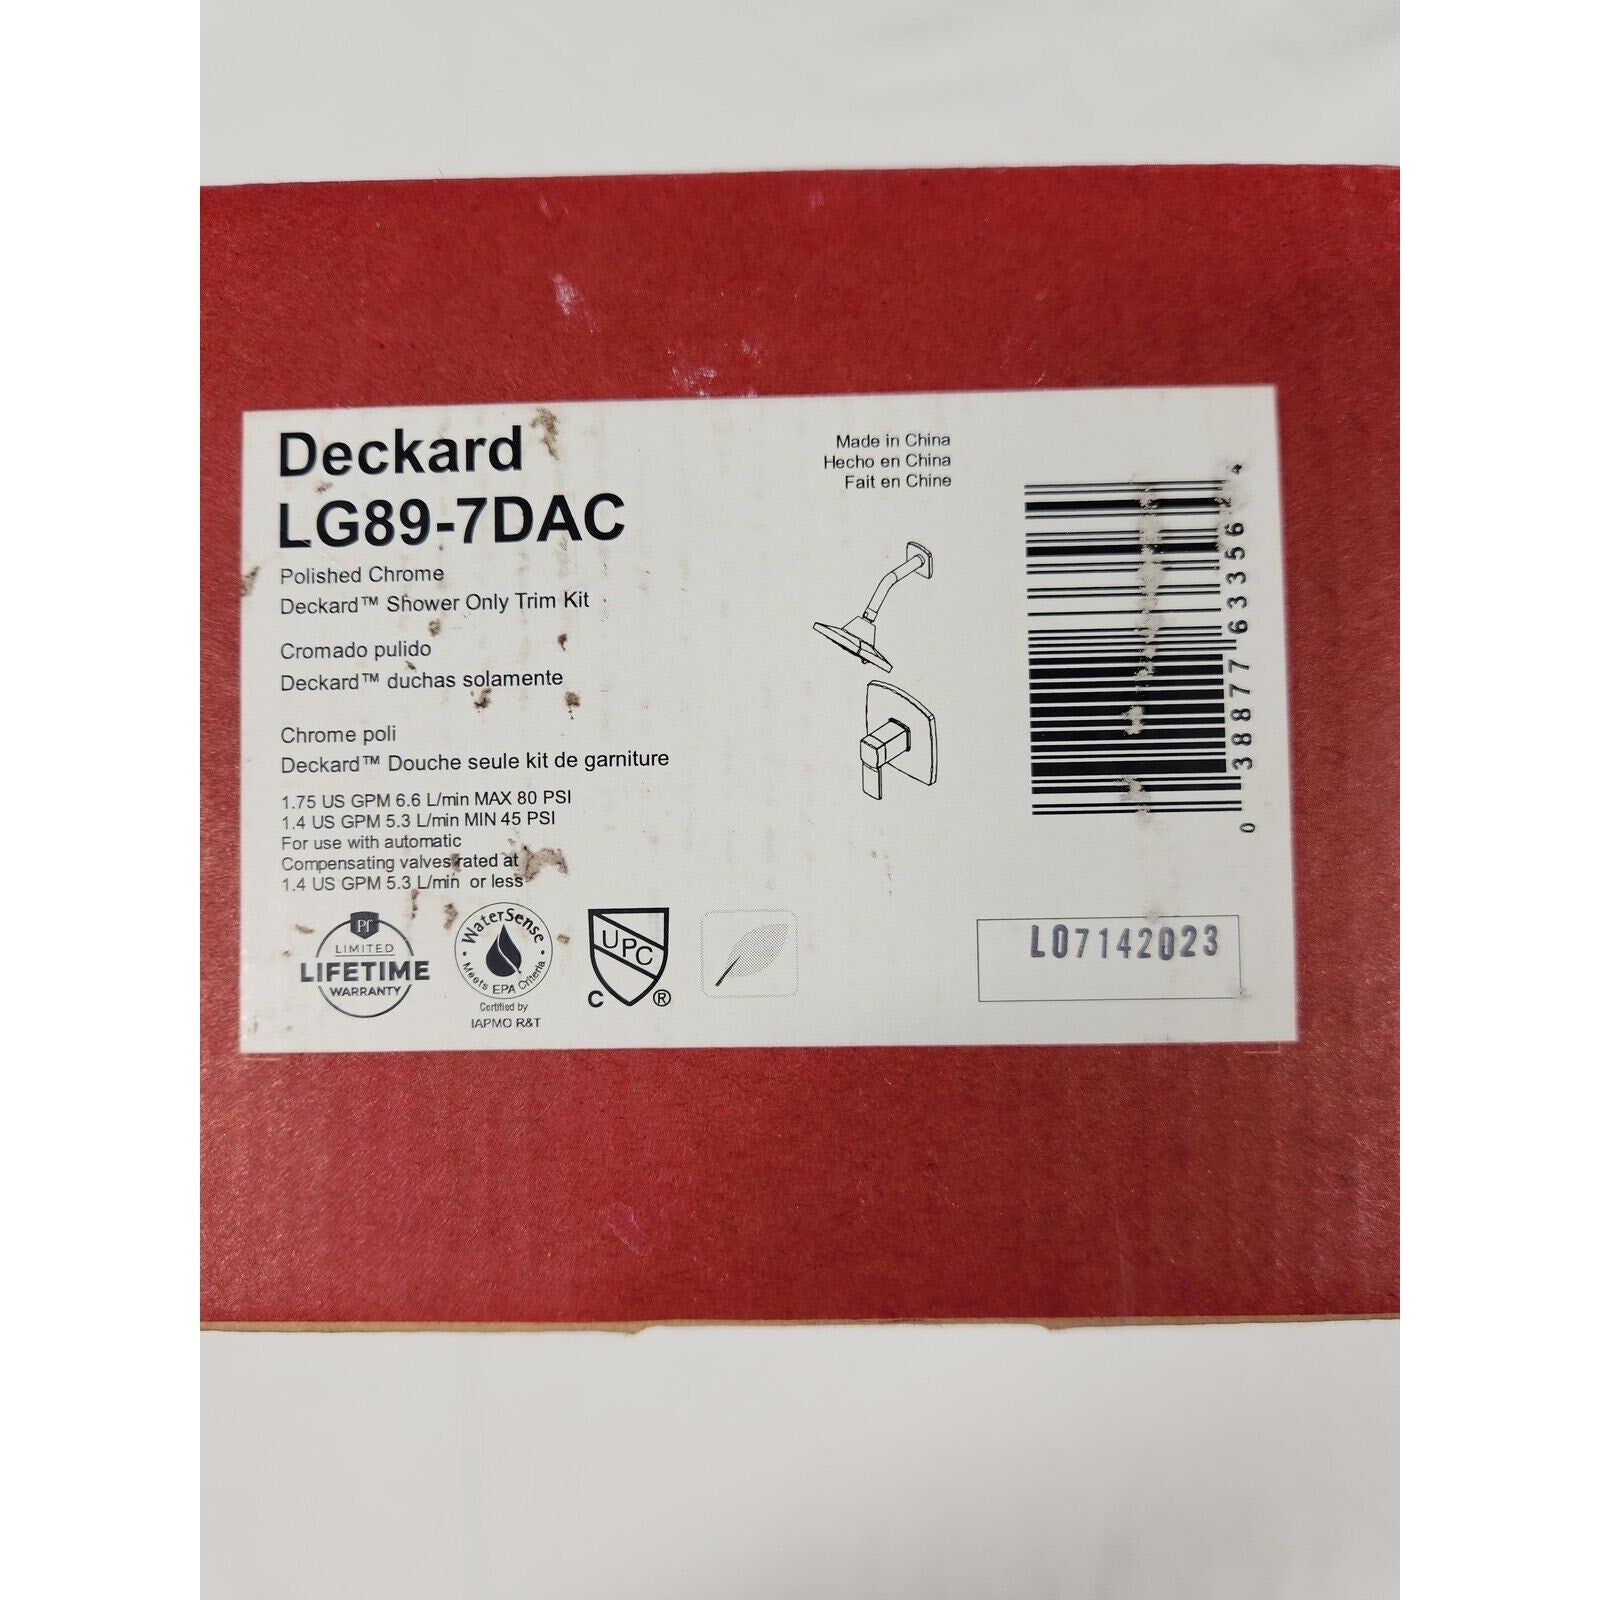 Deckard
LG89-7DAC
Polished Chrome
Deckard™ Shower Only Trim Kit
Cromado pulido
Deckard™ duchas solamente
Chrome poli
Deckard™ Douche seule kit de garniture
1.75 US GPM 6.6 L/min MAX 80 PSI
1.4 US GPM 5.3 L/min MIN 45 PSI
For use with automatic
Compensating valves rated at
1.4 US GPM 5.3 L/min or less
Pf
LIMITED
LIFETIME
WARRANTY
WaterSense
Meets EPA Criteria
Certified by
IAPMO R&T
UPC
C ®
Made in China
Hecho en China
Fait en Chine
0 38877 63356 2 4
L07142023